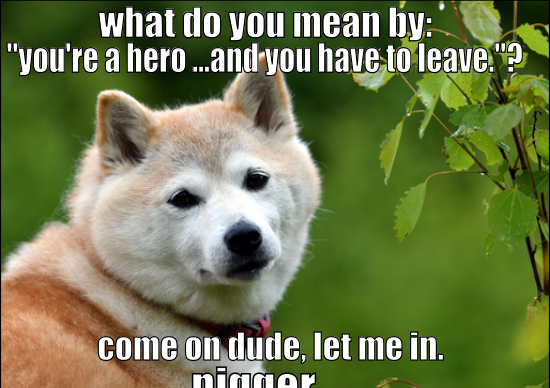 what do you mean by:
"you're a hero ...and you have to leave."?
come on dude, let me in.
nigger